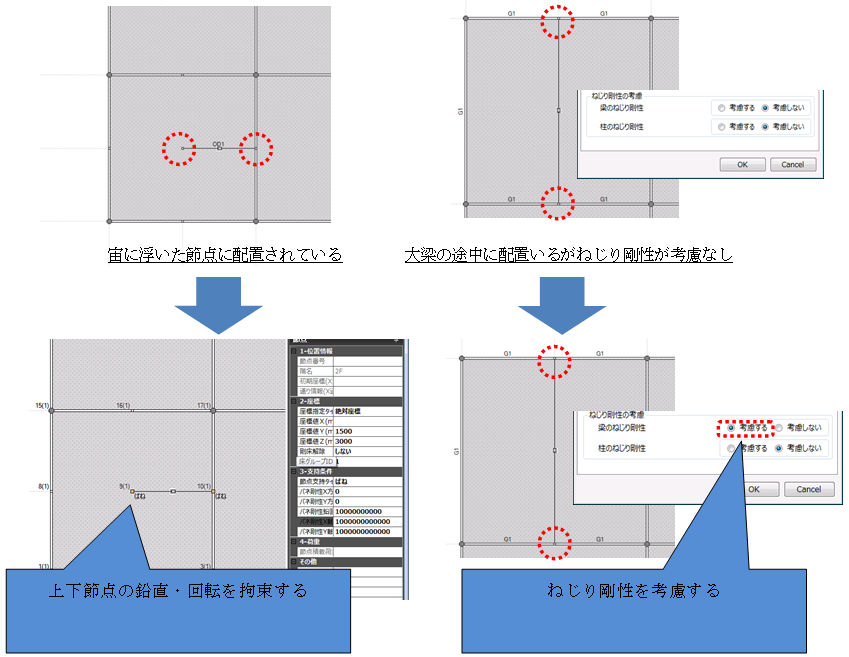 OD1
G1
G1
G1
G1
G1
ねじり剛性の考慮
梁のねじり剛性
考慮する
考慮しない
柱のねじり剛性
考慮する
考慮しない
OK
Cancel
宙に浮いた節点に配置されている
大梁の途中に配置いるがねじり剛性が考慮なし
15(1)
16(1)
17(1)
8(1)
9(1)
10(1)
ばね
ばね
1(1)
3(1)
節点
1-位置情報
節点番号
階名
2F
初期座標(X
通り情報(X
2-座標
座標指定タイ
絶対座標
座標値X(m
座標値Y(m
1500
座標値Z(m
3000
剛床解除
しない
床グループID
1
3-支持条件
節点支持タイ
ばね
バネ剛性X方
0
バネ剛性Y方
0
バネ剛性鉛直
10000000000
バネ剛性X軸
1000000000000
バネ剛性Y軸
1000000000000
4-荷重
節点積載荷
その他
上下節点の鉛直・回転を拘束する
G1
G1
G1
G1
G1
ねじり剛性の考慮
梁のねじり剛性
考慮する
考慮しない
柱のねじり剛性
考慮する
考慮しない
OK
Cancel
ねじり剛性を考慮する